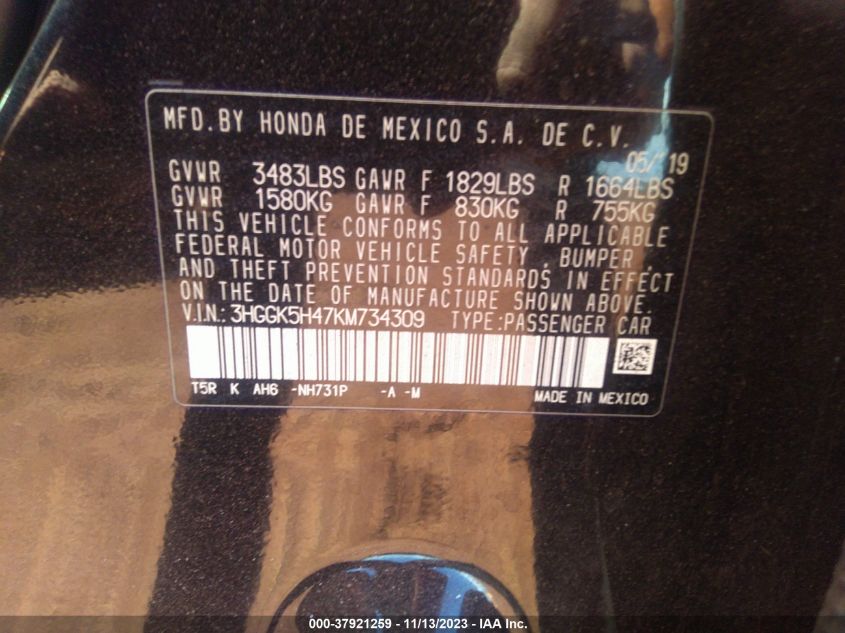 MFD.BY HONDA DE MEXICO S.A. DE C.V.
05/19
GVWR 3483LBS GAWR F 1829LBS R 1664LBS
GVWR 1580KG GAWR F 830KG R 755KG
THIS VEHICLE CONFORMS TO ALL APPLICABLE
FEDERAL MOTOR VEHICLE SAFETY , BUMPER ,
AND THEFT PREVENTION STANDARDS IN EFFECT
ON THE DATE OF MANUFACTURE SHOWN ABOVE.
V.I.N.: 3HGGK5H47KM734309 TYPE:PASSENGER CAR
T5R K AH6 -NH731P -A -M MADE IN MEXICO
000-37921259 - 11/13/2023 - IAA Inc.